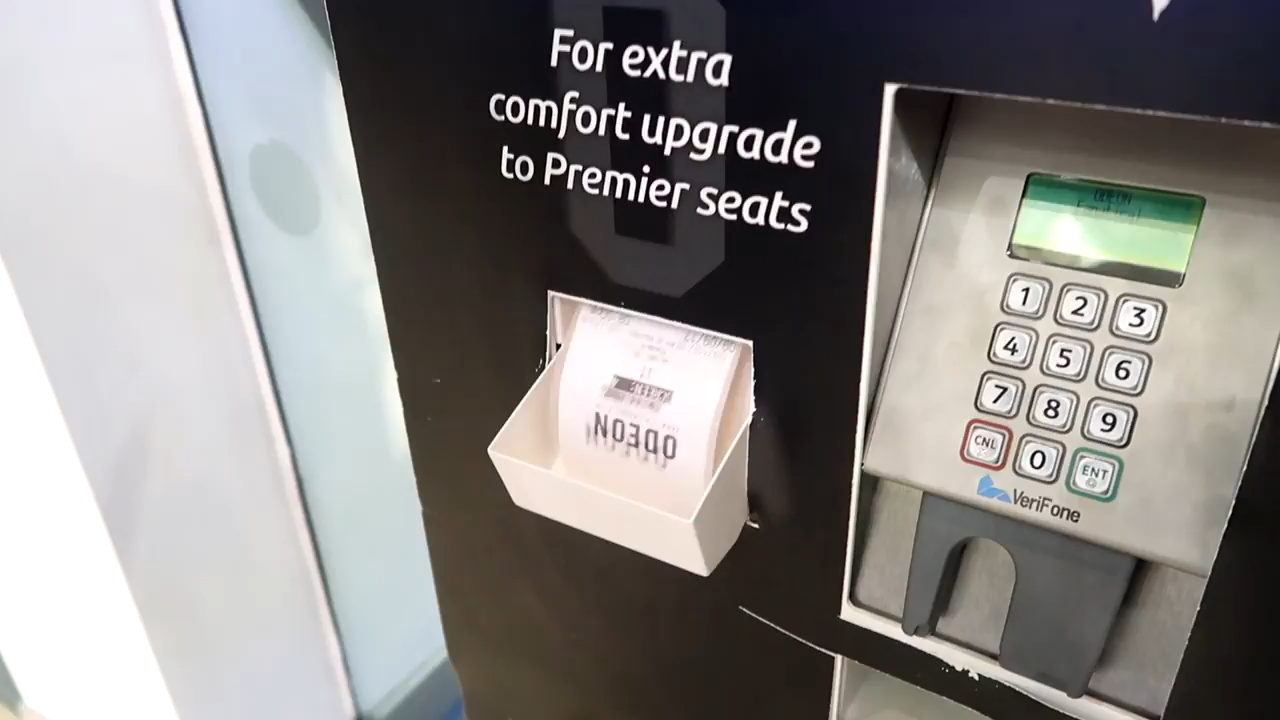 For extra
comfort upgrade
to Premier seats
ODEON
ODEON
1 2 3
4 5 6
7 8 9
CNL 0 ENT
VeriFone